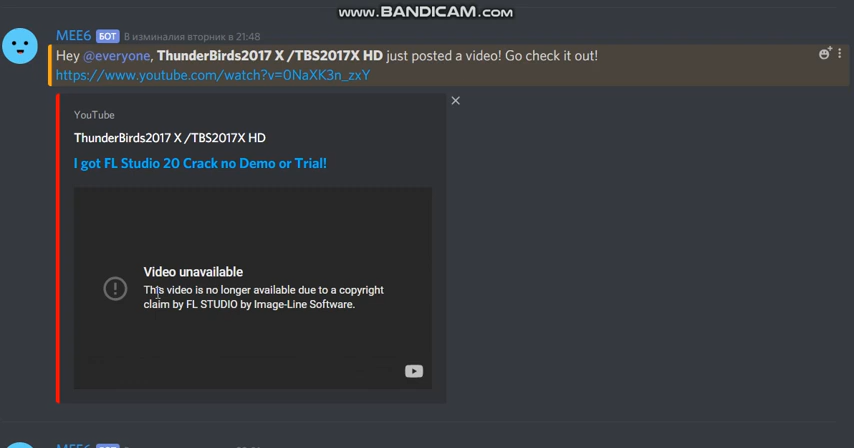 www.BANDICAM.com
MEE6 БОТ В изминалия вторник в 21:48
Hey @everyone, ThunderBirds2017 X /TBS2017X HD just posted a video! Go check it out!
https://www.youtube.com/watch?v=0NaXK3n_zxY
YouTube
ThunderBirds2017 X /TBS2017X HD
I got FL Studio 20 Crack no Demo or Trial!
Video unavailable
This video is no longer available due to a copyright
claim by FL STUDIO by Image-Line Software.
MEE6